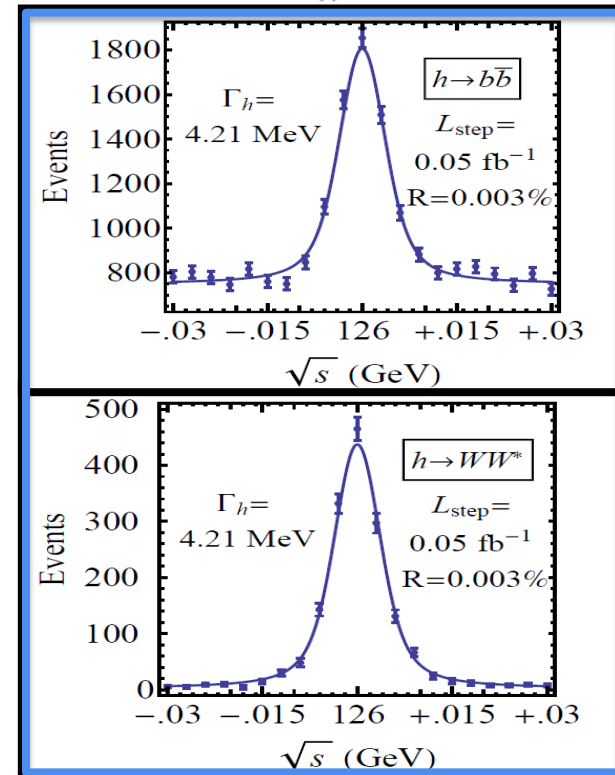 1800
1600
1400
1200
1000
800
Events
Γh=
4.21 MeV
h→bb̅
Lstep=
0.05 fb⁻¹
R=0.003%
−.03 −.015 126 +.015 +.03
√s (GeV)
500
400
300
200
100
0
Events
Γh=
4.21 MeV
h→WW*
Lstep=
0.05 fb⁻¹
R=0.003%
−.03 −.015 126 +.015 +.03
√s (GeV)